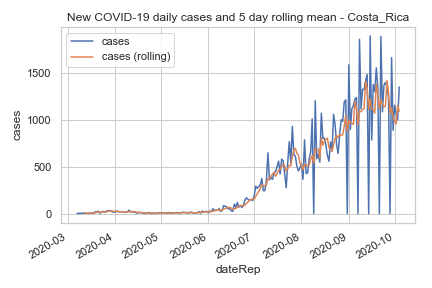 New COVID-19 daily cases and 5 day rolling mean - Costa_Rica
cases
cases (rolling)
1500
1000
500
0
cases
2020-03
2020-04
2020-05
2020-06
2020-07
2020-08
2020-09
2020-10
dateRep